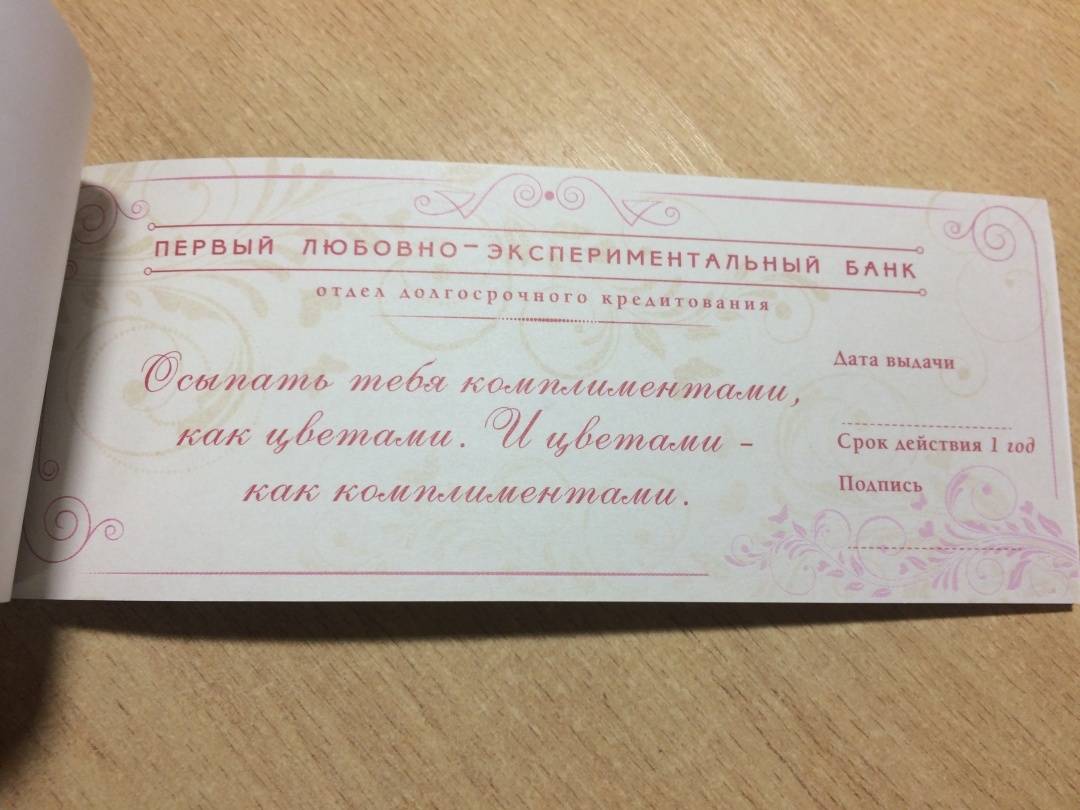 ПЕРВЫЙ ЛЮБОВНО-ЭКСПЕРИМЕНТАЛЬНЫЙ БАНК
отдел долгосрочного кредитования
Осыпать тебя комплиментами,
как цветами. И цветами -
как комплиментами.
Дата выдачи
Срок действия 1 год
Подпись